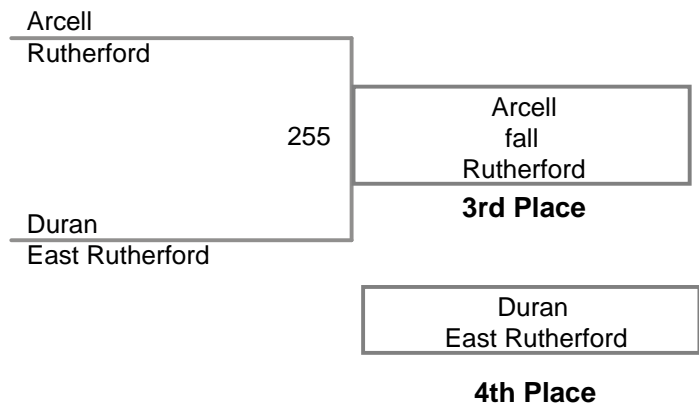 Arcell
Rutherford
255
Arcell
fall
Rutherford
3rd Place
Duran
East Rutherford
Duran
East Rutherford
4th Place